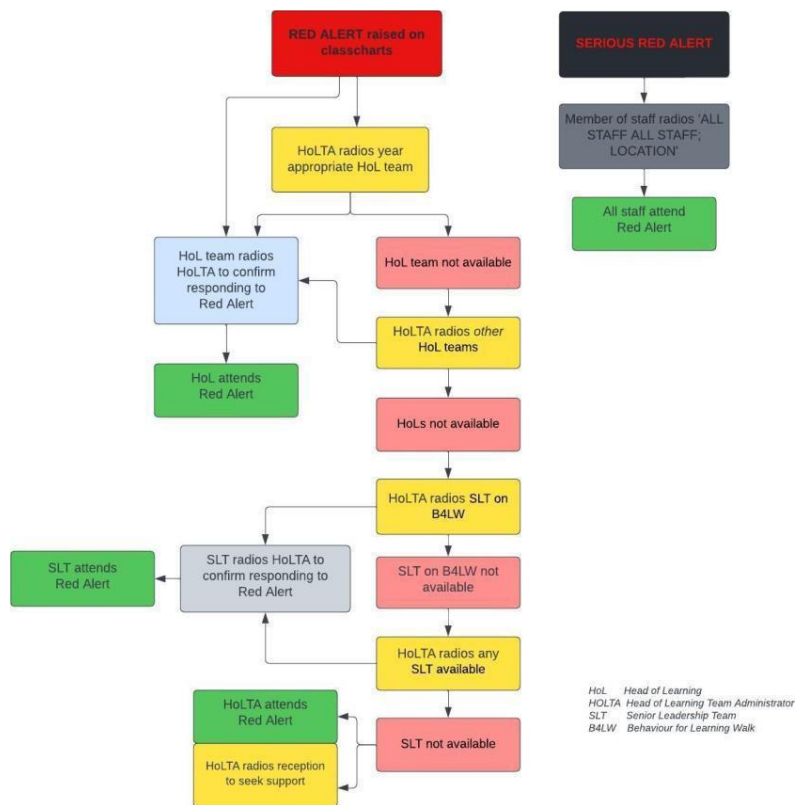 RED ALERT raised on
classcharts
SERIOUS RED ALERT
Member of staff radios 'ALL
STAFF ALL STAFF;
LOCATION'
All staff attend
Red Alert
HoLTA radios year
appropriate HoL team
HoL team radios
HoLTA to confirm
responding to
Red Alert
HoL team not available
HoLTA radios other
HoL teams
HoL attends
Red Alert
HoLs not available
HoLTA radios SLT on
B4LW
SLT attends
Red Alert
SLT radios HoLTA to
confirm responding to
Red Alert
SLT on B4LW not
available
HoLTA radios any
SLT available
HoLTA attends
Red Alert
SLT not available
HoLTA radios reception
to seek support
HoL Head of Learning
HOLTA Head of Learning Team Administrator
SLT Senior Leadership Team
B4LW Behaviour for Learning Walk